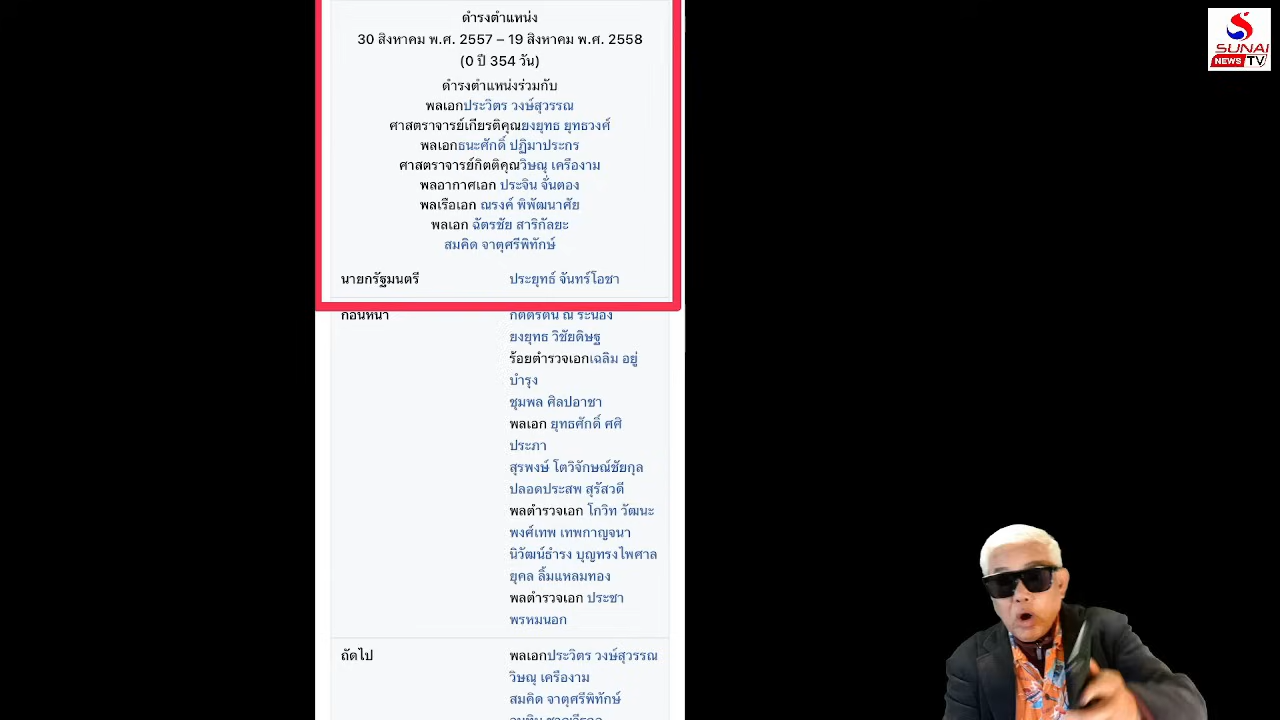 SUNAI
NEWS TV
ดำรงตำแหน่ง
30 สิงหาคม พ.ศ. 2557 – 19 สิงหาคม พ.ศ. 2558
(0 ปี 354 วัน)
ดำรงตำแหน่งร่วมกับ
พลเอกประวิตร วงษ์สุวรรณ
ศาสตราจารย์เกียรติคุณยงยุทธ ยุทธวงศ์
พลเอกธนะศักดิ์ ปฏิมาประกร
ศาสตราจารย์กิตติคุณวิษณุ เครืองาม
พลอากาศเอก ประจิน จั่นตอง
พลเรือเอก ณรงค์ พิพัฒนาศัย
พลเอก ฉัตรชัย สาริกัลยะ
สมคิด จาตุศรีพิทักษ์
นายกรัฐมนตรี ประยุทธ์ จันทร์โอชา
ก่อนหน้า กิตติรัตน์ ณ ระนอง
ยงยุทธ วิชัยดิษฐ
ร้อยตำรวจเอกเฉลิม อยู่
บำรุง
ชุมพล ศิลปอาชา
พลเอก ยุทธศักดิ์ ศศิ
ประภา
สุรพงษ์ โตวิจักษณ์ชัยกุล
ปลอดประสพ สุรัสวดี
พลตำรวจเอก โกวิท วัฒนะ
พงศ์เทพ เทพกาญจนา
นิวัฒน์ธำรง บุญทรงไพศาล
ยุคล ลิ้มแหลมทอง
พลตำรวจเอก ประชา
พรหมนอก
ถัดไป พลเอกประวิตร วงษ์สุวรรณ
วิษณุ เครืองาม
สมคิด จาตุศรีพิทักษ์